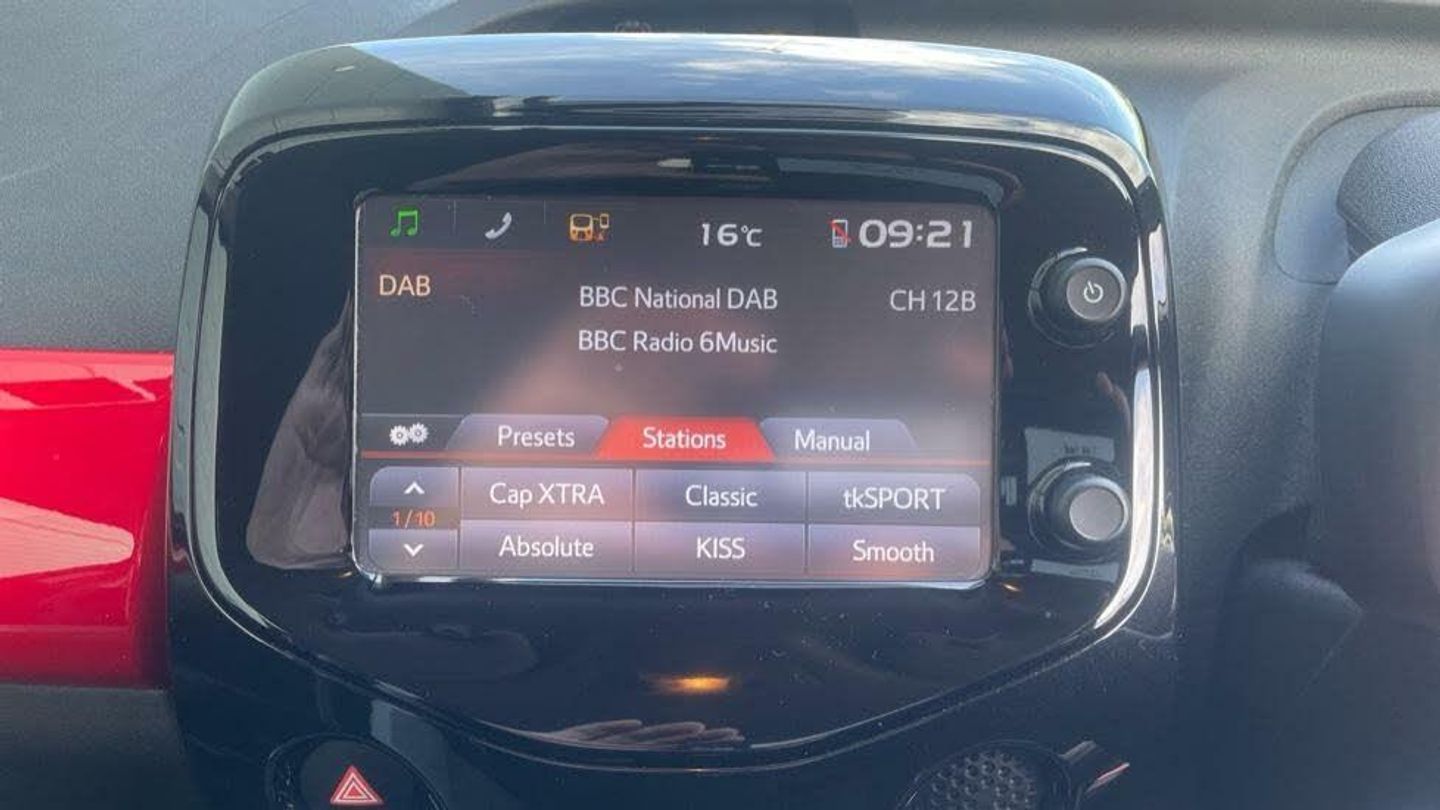 16°C 09:21
DAB BBC National DAB CH 12B
BBC Radio 6Music
Presets Stations Manual
Cap XTRA Classic tkSPORT
1/10
Absolute KISS Smooth